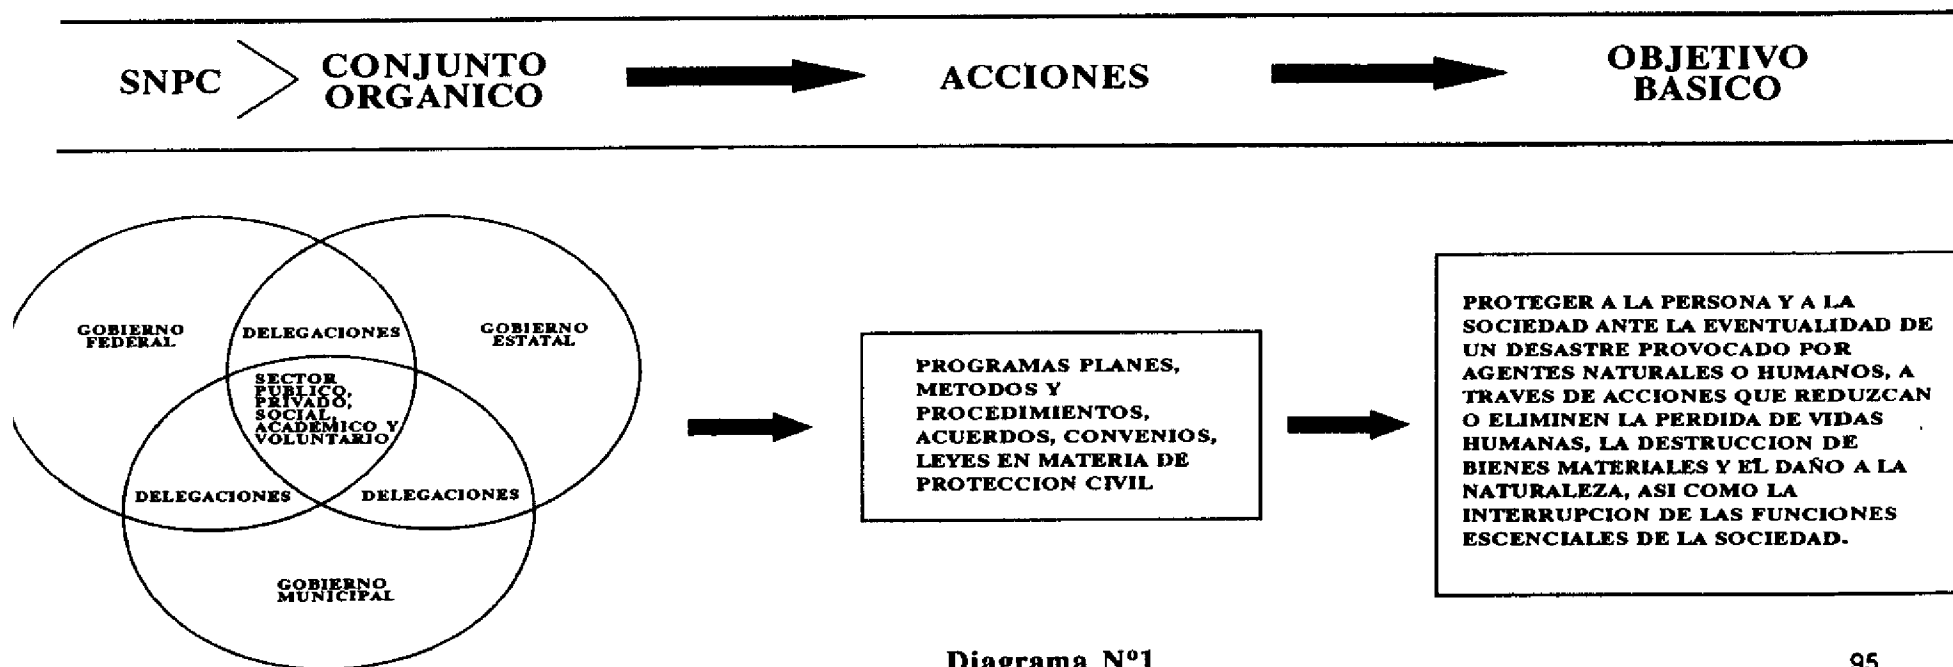 SNPC
CONJUNTO
ORGANICO
ACCIONES
OBJETIVO
BASICO
GOBIERNO
FEDERAL
DELEGACIONES
GOBIERNO
ESTATAL
SECTOR
PUBLICO,
PRIVADO,
SOCIAL,
ACADEMICO Y
VOLUNTARIO
DELEGACIONES
DELEGACIONES
GOBIERNO
MUNICIPAL
PROGRAMAS PLANES,
METODOS Y
PROCEDIMIENTOS,
ACUERDOS, CONVENIOS,
LEYES EN MATERIA DE
PROTECCION CIVIL
PROTEGER A LA PERSONA Y A LA
SOCIEDAD ANTE LA EVENTUALIDAD DE
UN DESASTRE PROVOCADO POR
AGENTES NATURALES O HUMANOS, A
TRAVES DE ACCIONES QUE REDUZCAN
O ELIMINEN LA PERDIDA DE VIDAS
HUMANAS, LA DESTRUCCION DE
BIENES MATERIALES Y EL DAÑO A LA
NATURALEZA, ASI COMO LA
INTERRUPCION DE LAS FUNCIONES
ESCENCIALES DE LA SOCIEDAD.
Diagrama Nº1
95